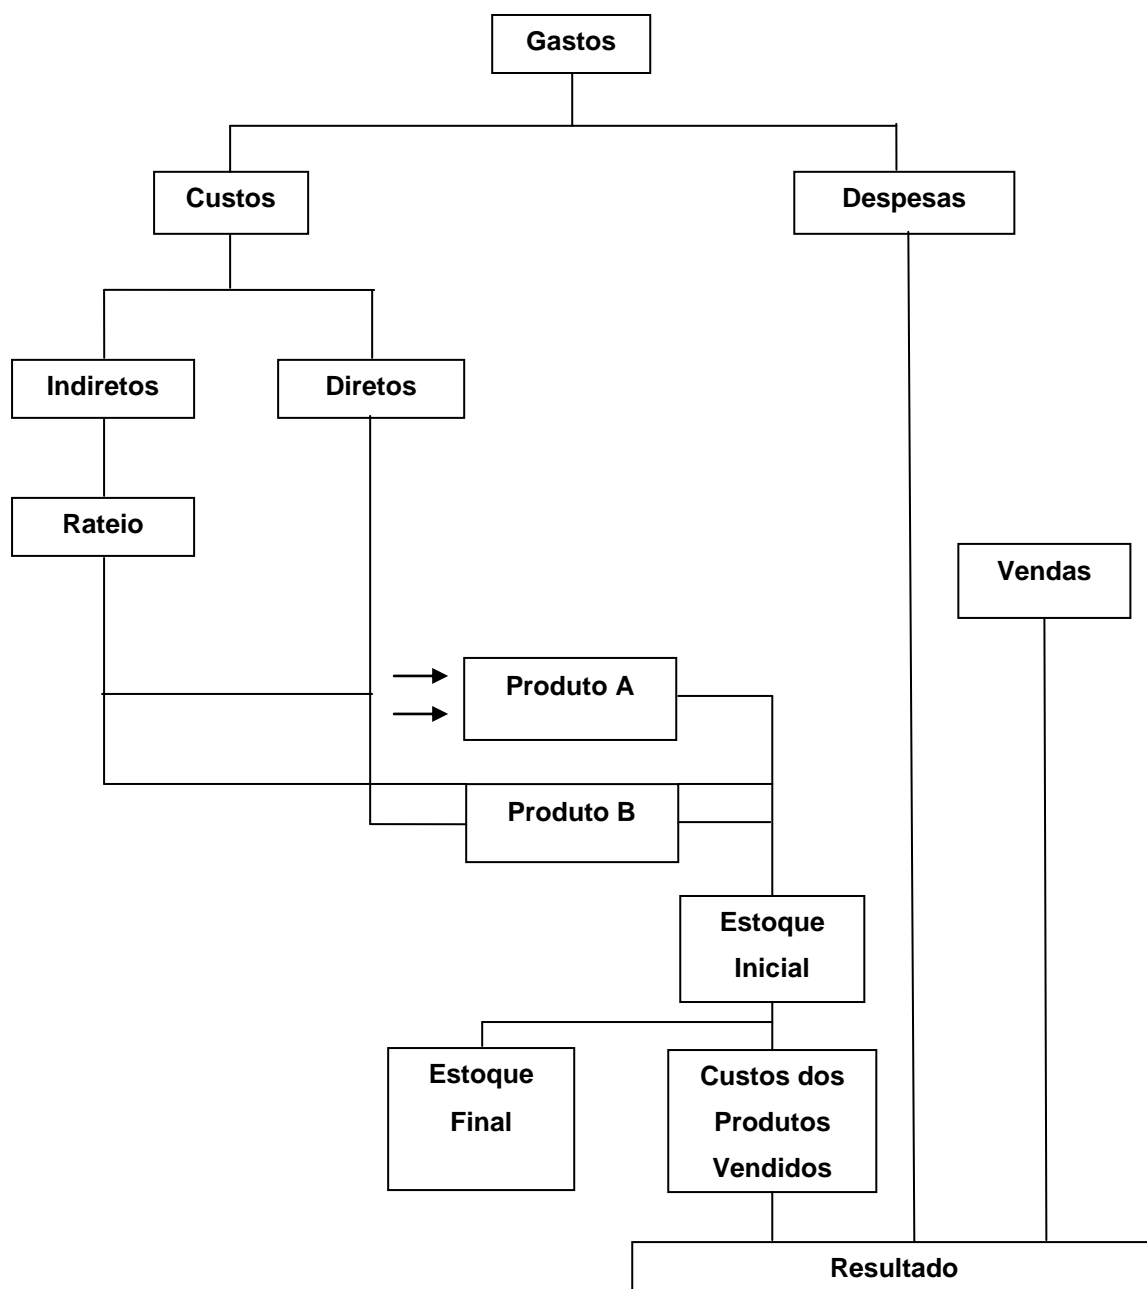 Gastos
Custos
Despesas
Indiretos
Diretos
Rateio
Vendas
Produto A
Produto B
Estoque
Inicial
Estoque
Final
Custos dos
Produtos
Vendidos
Resultado